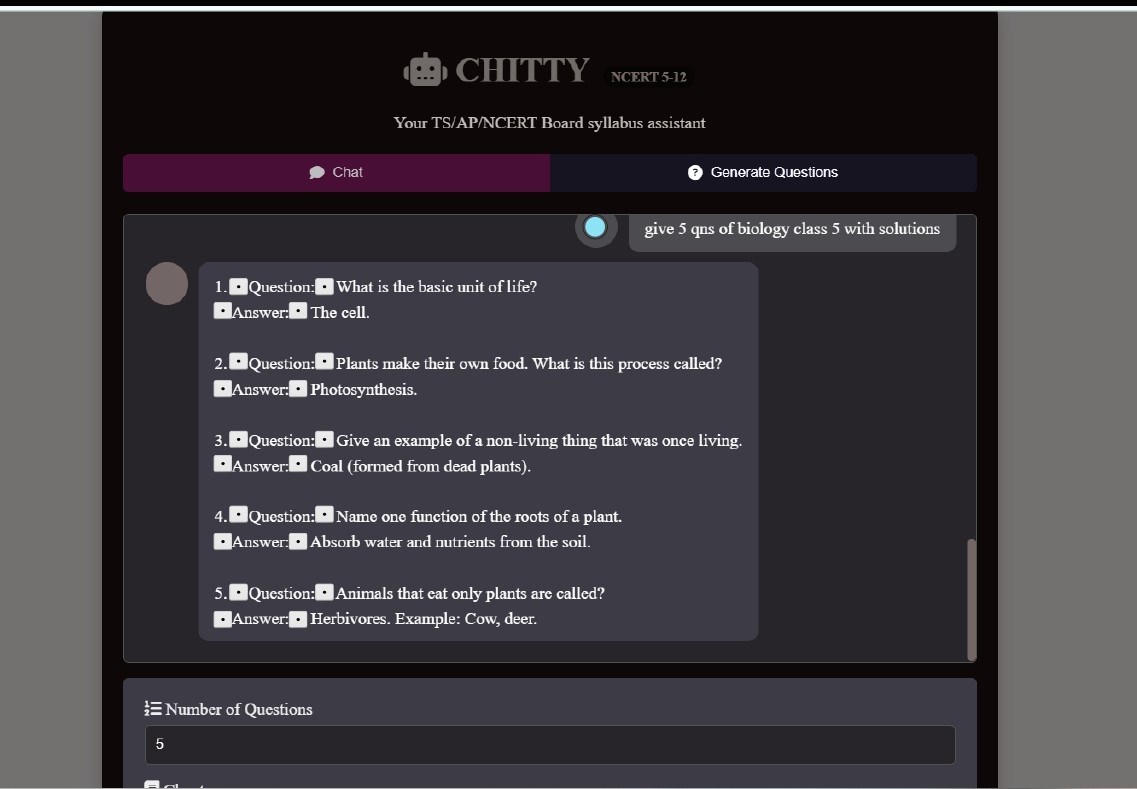 CHITTY NCERT 5-12
Your TS/AP/NCERT Board syllabus assistant
Chat
Generate Questions
give 5 qns of biology class 5 with solutions
1.•Question:• What is the basic unit of life?
•Answer:• The cell.
2.•Question:• Plants make their own food. What is this process called?
•Answer:• Photosynthesis.
3.•Question:• Give an example of a non-living thing that was once living.
•Answer:• Coal (formed from dead plants).
4.•Question:• Name one function of the roots of a plant.
•Answer:• Absorb water and nutrients from the soil.
5.•Question:• Animals that eat only plants are called?
•Answer:• Herbivores. Example: Cow, deer.
Number of Questions
5